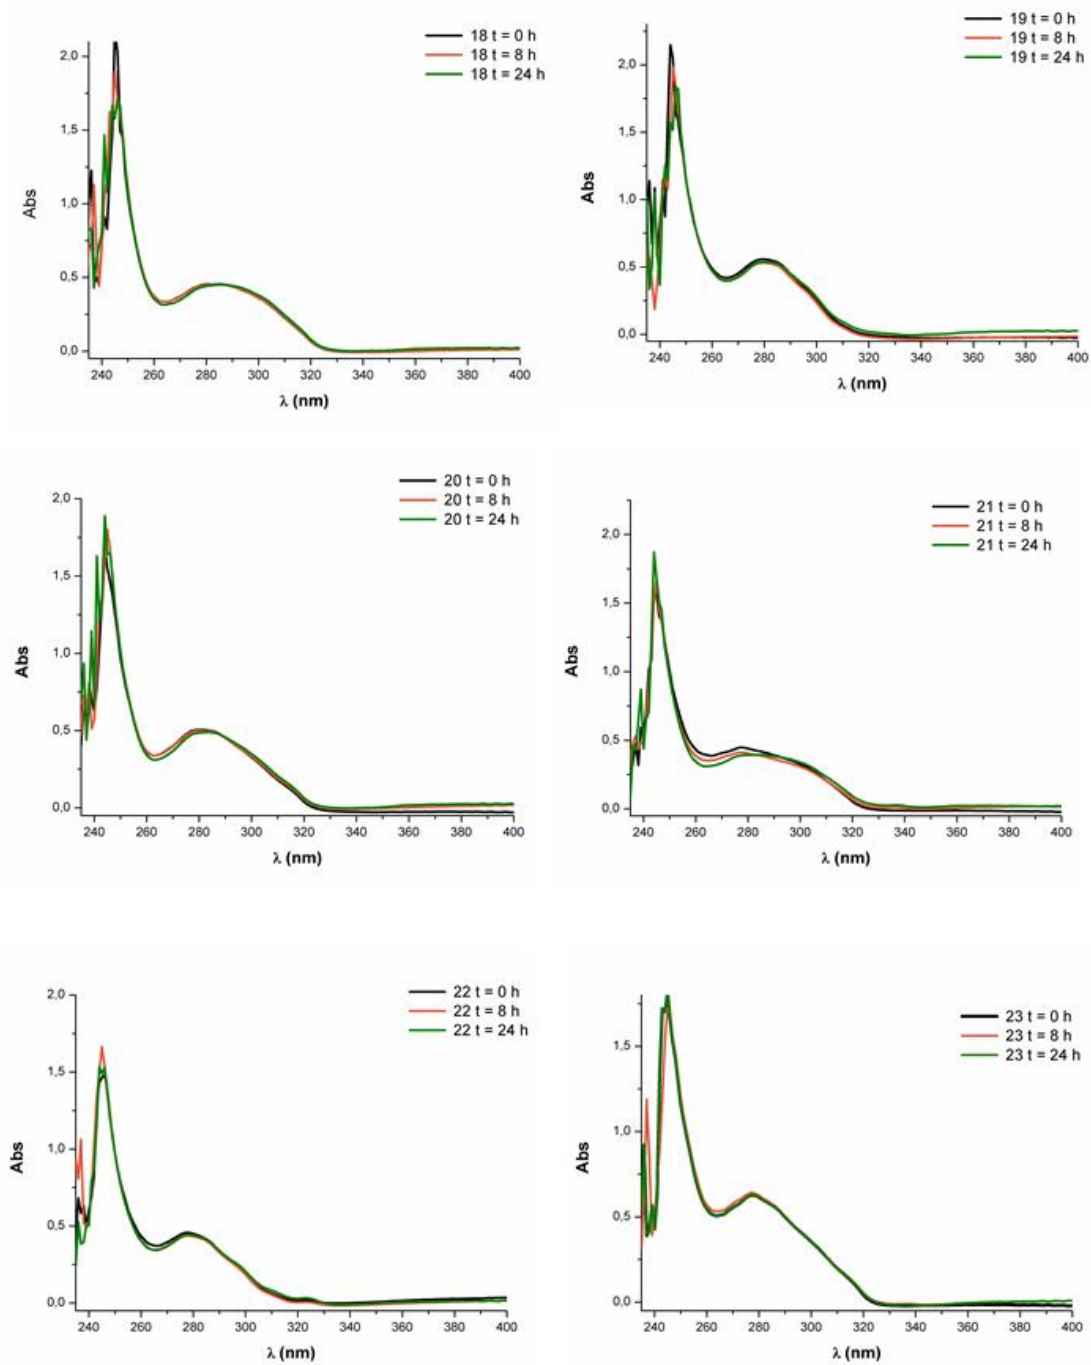 18 t = 0 h
18 t = 8 h
18 t = 24 h
2,0
1,5
1,0
0,5
0,0
Abs
240 260 280 300 320 340 360 380 400
λ (nm)
19 t = 0 h
19 t = 8 h
19 t = 24 h
2,0
1,5
1,0
0,5
0,0
Abs
240 260 280 300 320 340 360 380 400
λ (nm)
20 t = 0 h
20 t = 8 h
20 t = 24 h
2,0
1,5
1,0
0,5
0,0
Abs
240 260 280 300 320 340 360 380 400
λ (nm)
21 t = 0 h
21 t = 8 h
21 t = 24 h
2,0
1,5
1,0
0,5
0,0
Abs
240 260 280 300 320 340 360 380 400
λ (nm)
22 t = 0 h
22 t = 8 h
22 t = 24 h
2,0
1,5
1,0
0,5
0,0
Abs
240 260 280 300 320 340 360 380 400
λ (nm)
23 t = 0 h
23 t = 8 h
23 t = 24 h
1,5
1,0
0,5
0,0
Abs
240 260 280 300 320 340 360 380 400
λ (nm)